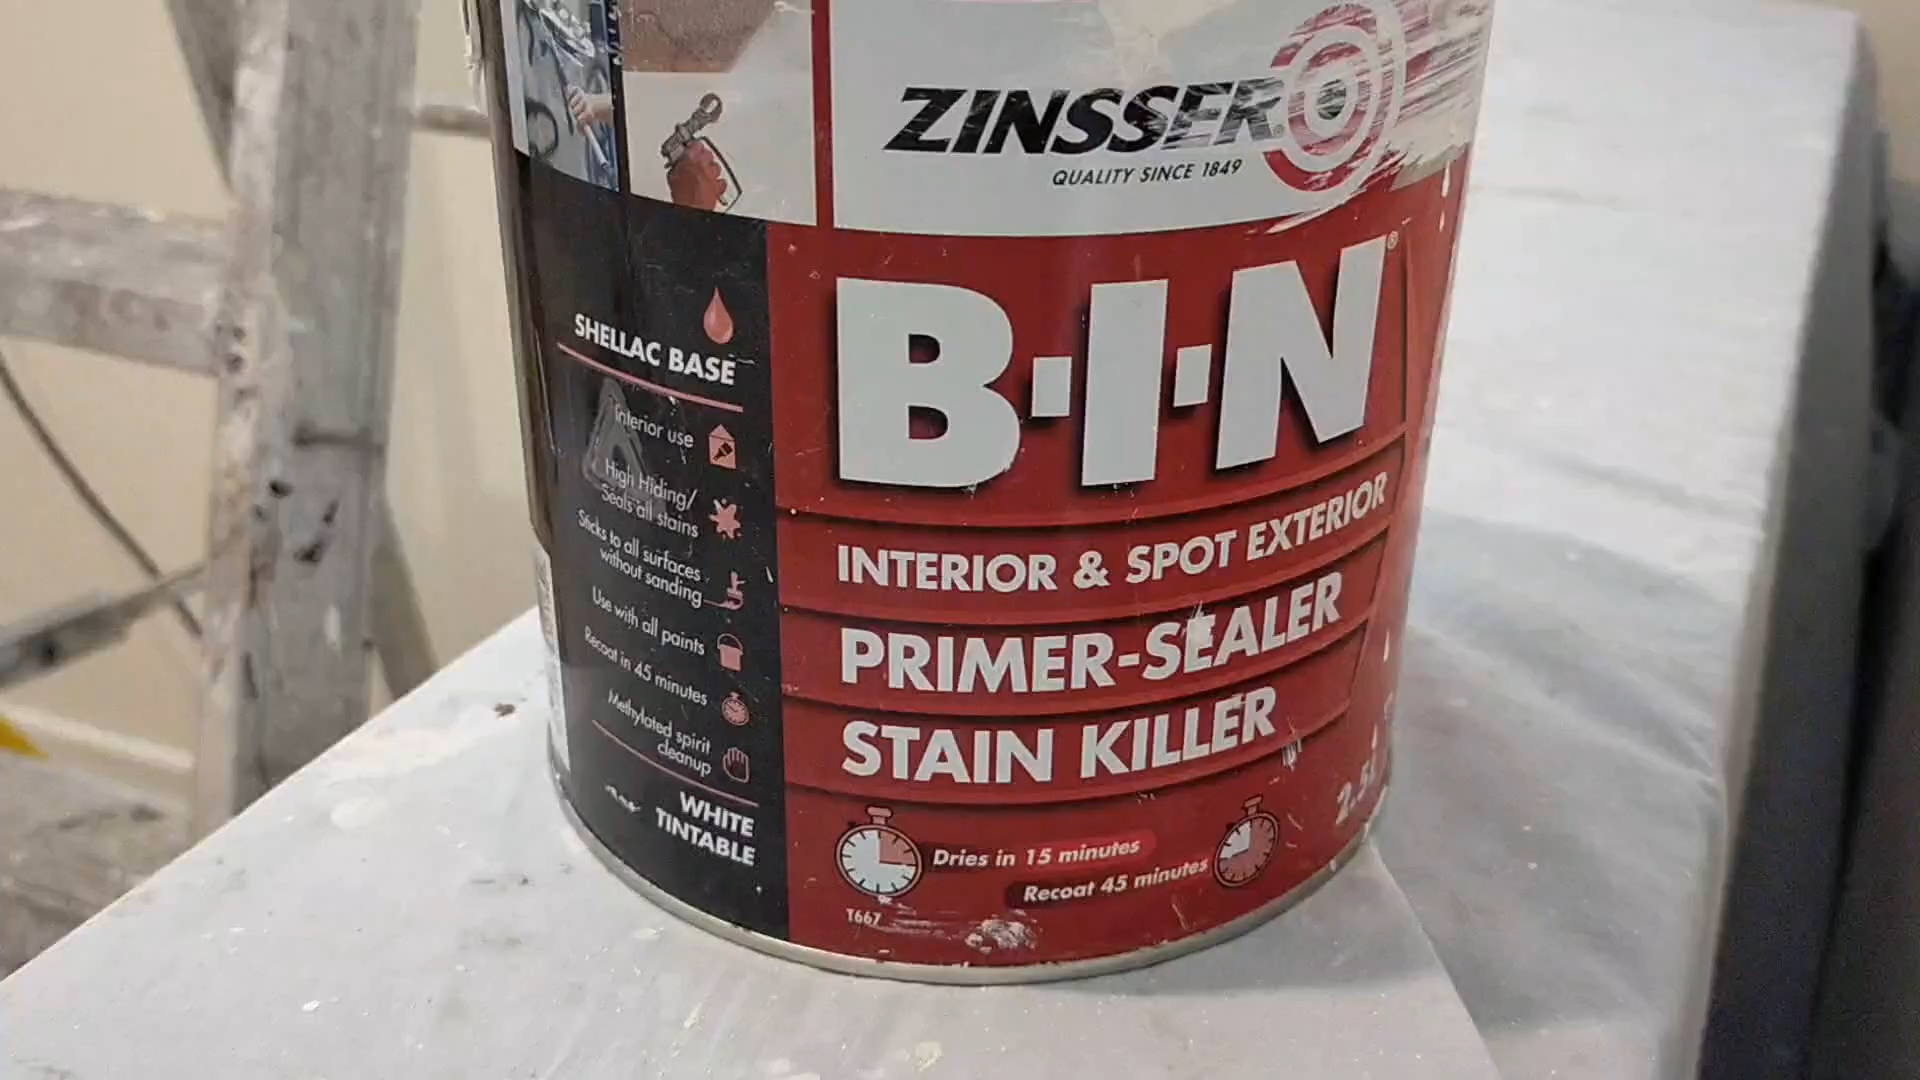 ZINSSER
QUALITY SINCE 1849
B·I·N®
INTERIOR & SPOT EXTERIOR
PRIMER-SEALER
STAIN KILLER
Dries in 15 minutes
Recoat 45 minutes
T667
SHELLAC BASE
Interior use
High Hiding/
Seals all stains
Sticks to all surfaces
without sanding
Use with all paints
Recoat in 45 minutes
Methylated spirit
cleanup
WHITE
TINTABLE